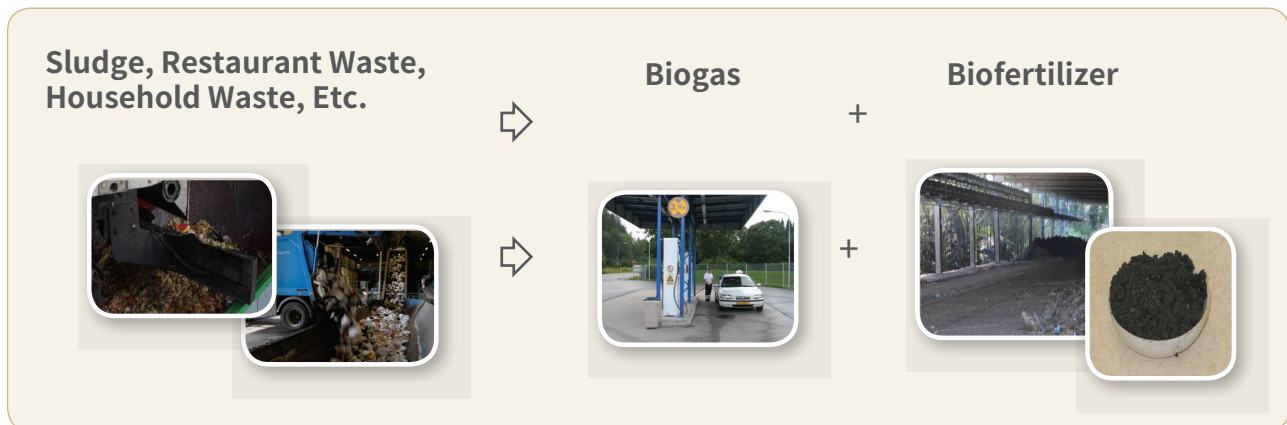 Sludge, Restaurant Waste,
Household Waste, Etc.
Biogas
Biofertilizer
+
+